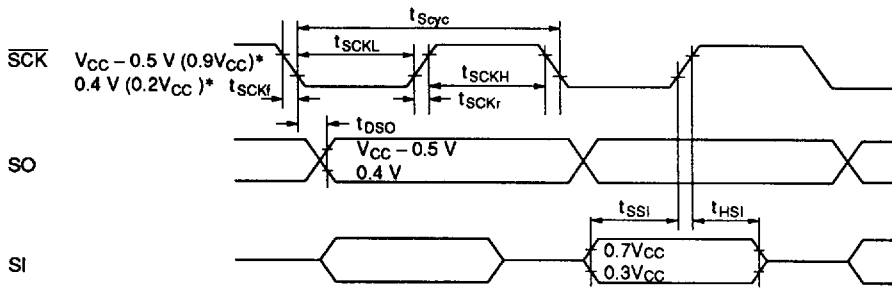 tScyc
SCK
VCC – 0.5 V (0.9VCC)*
tSCKL
0.4 V (0.2VCC)*
tSCKf
tSCKH
tSCKr
tDSO
SO
VCC – 0.5 V
0.4 V
tSSI
tHSI
SI
0.7VCC
0.3VCC